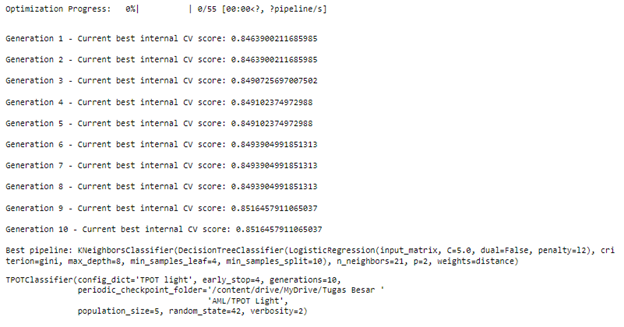 Optimization Progress:   0%|          | 0/55 [00:00<?, ?pipeline/s]
Generation 1 - Current best internal CV score: 0.8463900211685985
Generation 2 - Current best internal CV score: 0.8463900211685985
Generation 3 - Current best internal CV score: 0.8490725697007502
Generation 4 - Current best internal CV score: 0.849102374972988
Generation 5 - Current best internal CV score: 0.849102374972988
Generation 6 - Current best internal CV score: 0.8493904991851313
Generation 7 - Current best internal CV score: 0.8493904991851313
Generation 8 - Current best internal CV score: 0.8493904991851313
Generation 9 - Current best internal CV score: 0.8516457911065037
Generation 10 - Current best internal CV score: 0.8516457911065037
Best pipeline: KNeighborsClassifier(DecisionTreeClassifier(LogisticRegression(input_matrix, C=5.0, dual=False, penalty=l2), cri
terion=gini, max_depth=8, min_samples_leaf=4, min_samples_split=10), n_neighbors=21, p=2, weights=distance)
TPOTClassifier(config_dict='TPOT light', early_stop=4, generations=10,
periodic_checkpoint_folder='/content/drive/MyDrive/Tugas Besar '
'AML/TPOT Light',
population_size=5, random_state=42, verbosity=2)